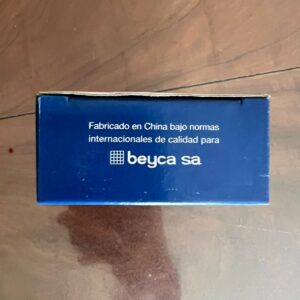 Fabricado en China bajo normas
internacionales de calidad para
beyca sa